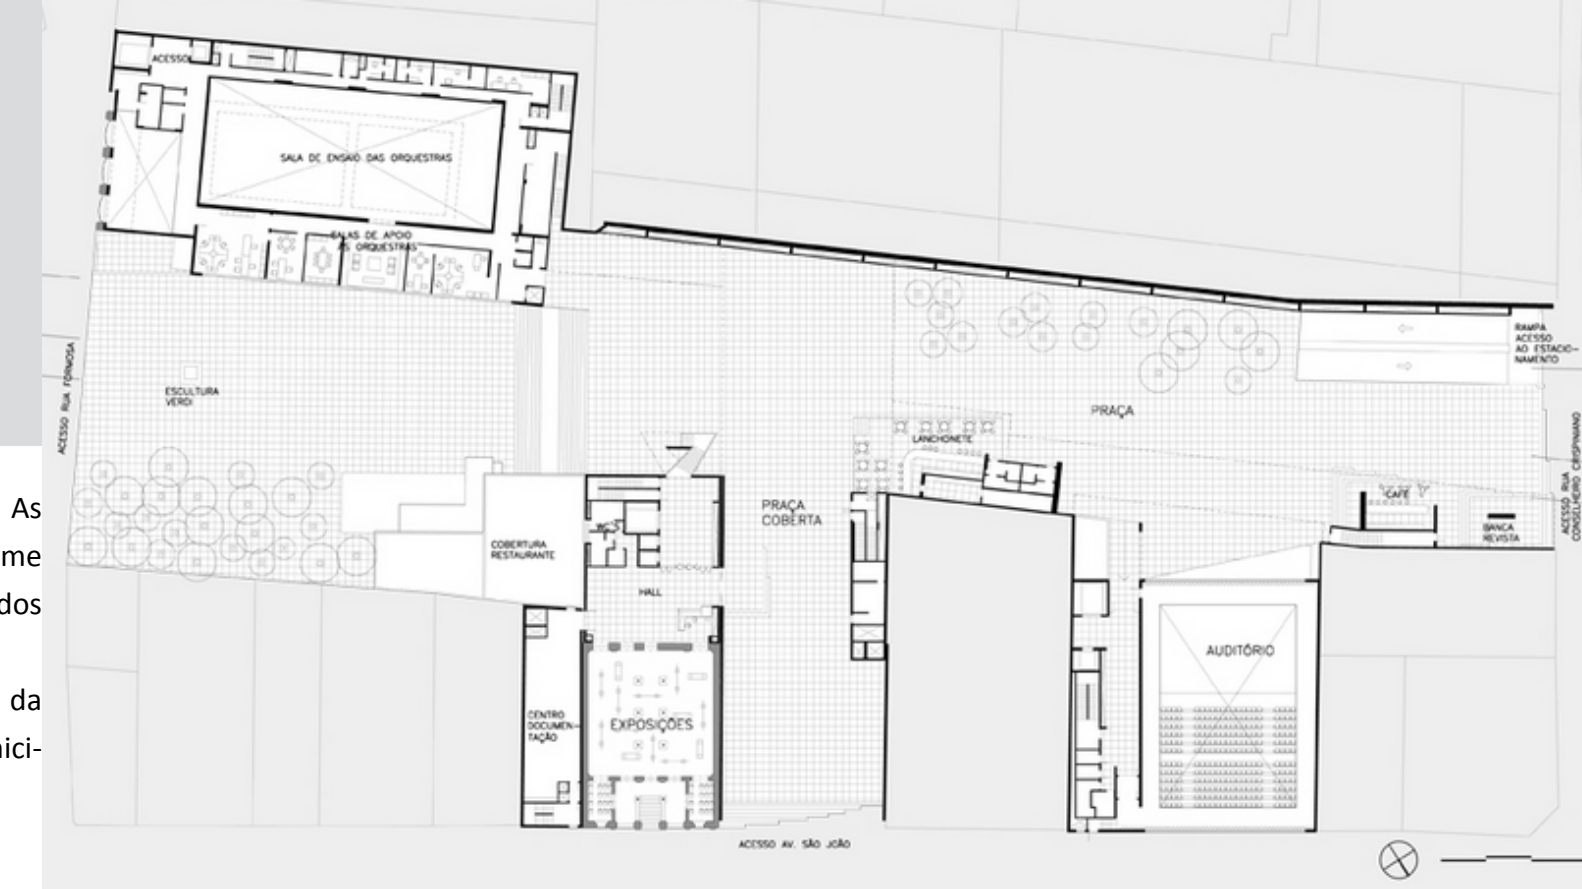 ACESSO
SALA DE ENSAIO DAS ORQUESTRAS
SALAS DE APOIO
ÀS ORQUESTRAS
RAMPA
ACESSO
AO ESTACIO-
NAMENTO
ACESSO RUA FORMOSA
ESCULTURA
VERDI
PRAÇA
LANCHONETE
ACESSO RUA
CONSELHEIRO CRISPINIANO
CAFÉ
BANCA
REVISTA
PRAÇA
COBERTA
WC'S
COBERTURA
RESTAURANTE
HALL
As
me
dos
da
nici-
AUDITÓRIO
CENTRO
DOCUMEN-
TAÇÃO
EXPOSIÇÕES
ACESSO AV. SÃO JOÃO